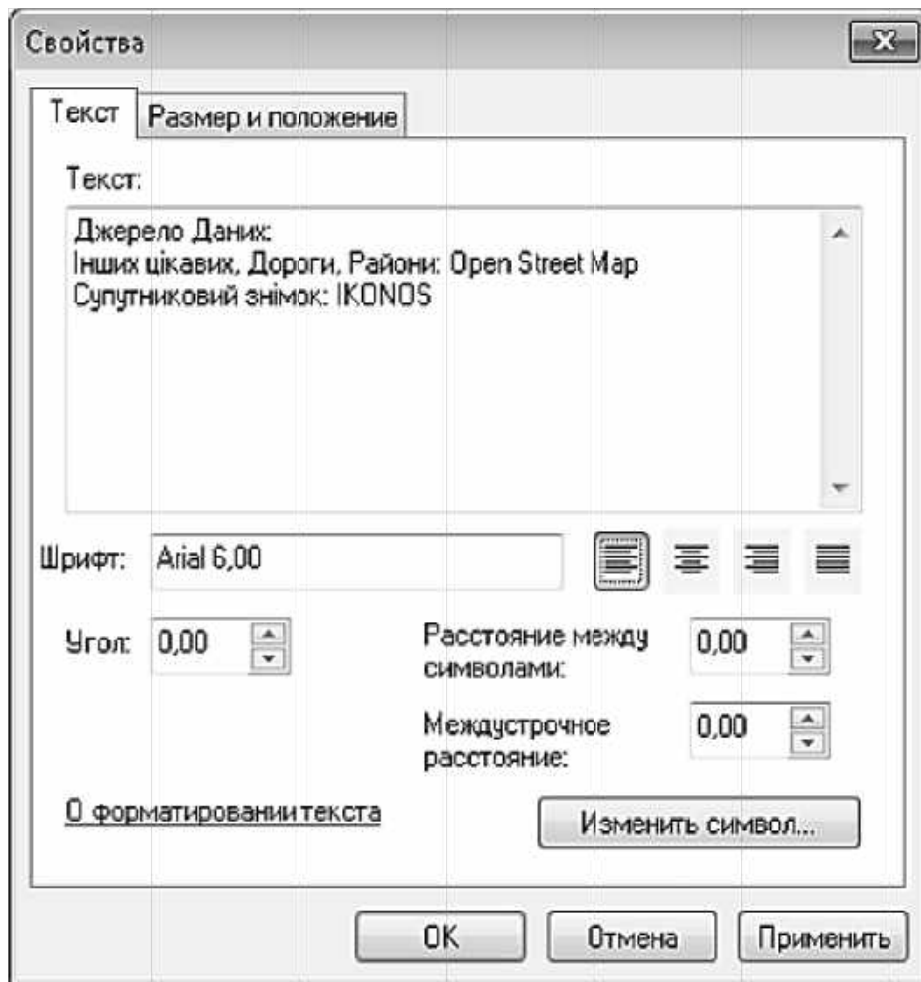 Свойства
Текст
Размер и положение
Текст:
Джерело Даних:
Інших цікавих, Дороги, Райони: Open Street Map
Супутниковий знімок: IKONOS
Шрифт:
Arial 6,00
Угол:
0,00
Расстояние между
символами:
0,00
Междустрочное
расстояние:
0,00
О форматировании текста
Изменить символ...
ОК
Отмена
Применить